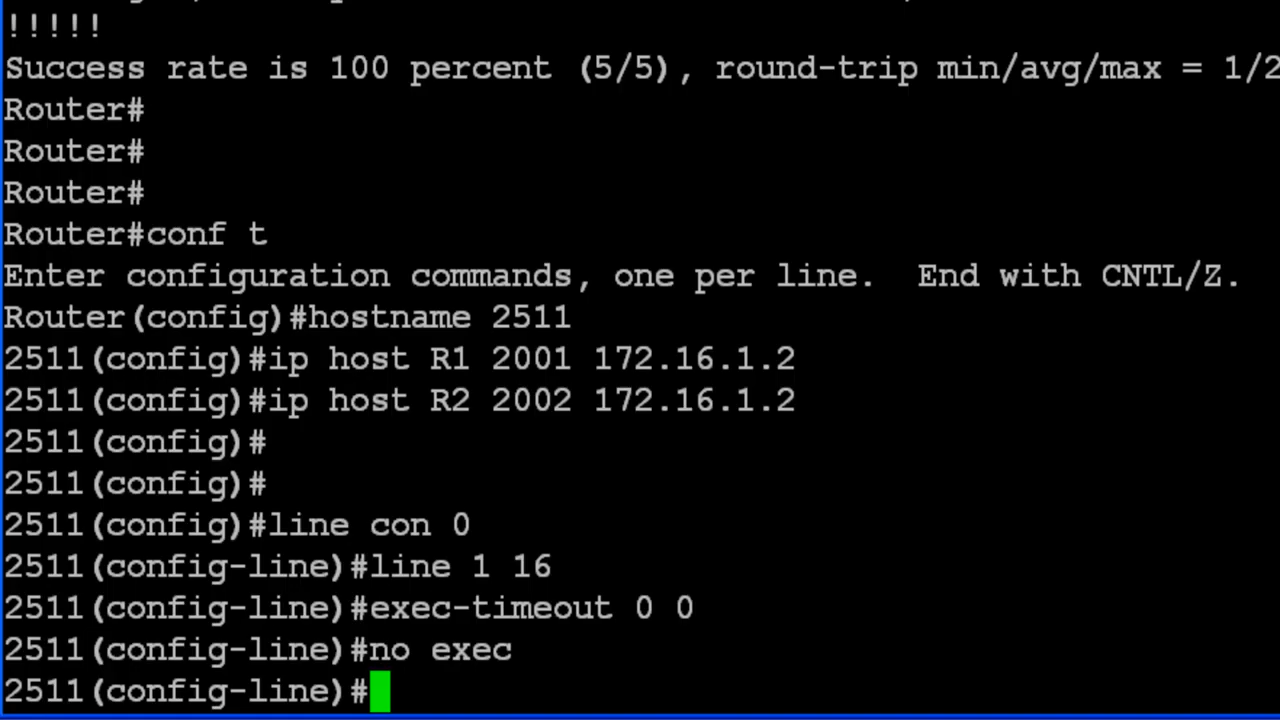 !!!!!
Success rate is 100 percent (5/5), round-trip min/avg/max = 1/2
Router#
Router#
Router#
Router#conf t
Enter configuration commands, one per line.  End with CNTL/Z.
Router(config)#hostname 2511
2511(config)#ip host R1 2001 172.16.1.2
2511(config)#ip host R2 2002 172.16.1.2
2511(config)#
2511(config)#
2511(config)#line con 0
2511(config-line)#line 1 16
2511(config-line)#exec-timeout 0 0
2511(config-line)#no exec
2511(config-line)#